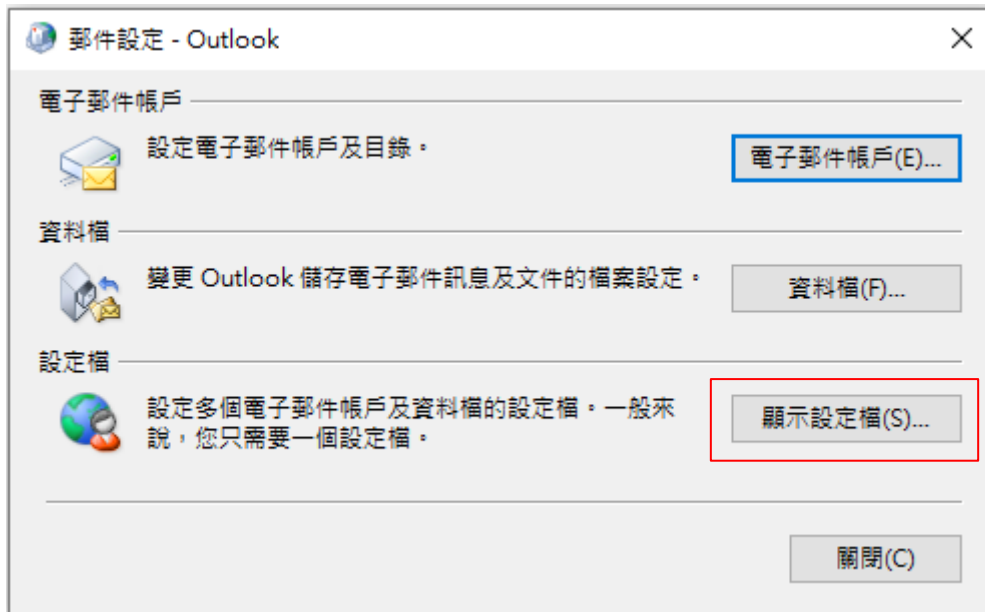 郵件設定 - Outlook
電子郵件帳戶
設定電子郵件帳戶及目錄。
電子郵件帳戶(E)...
資料檔
變更 Outlook 儲存電子郵件訊息及文件的檔案設定。
資料檔(F)...
設定檔
設定多個電子郵件帳戶及資料檔的設定檔。一般來
說，您只需要一個設定檔。
顯示設定檔(S)...
關閉(C)